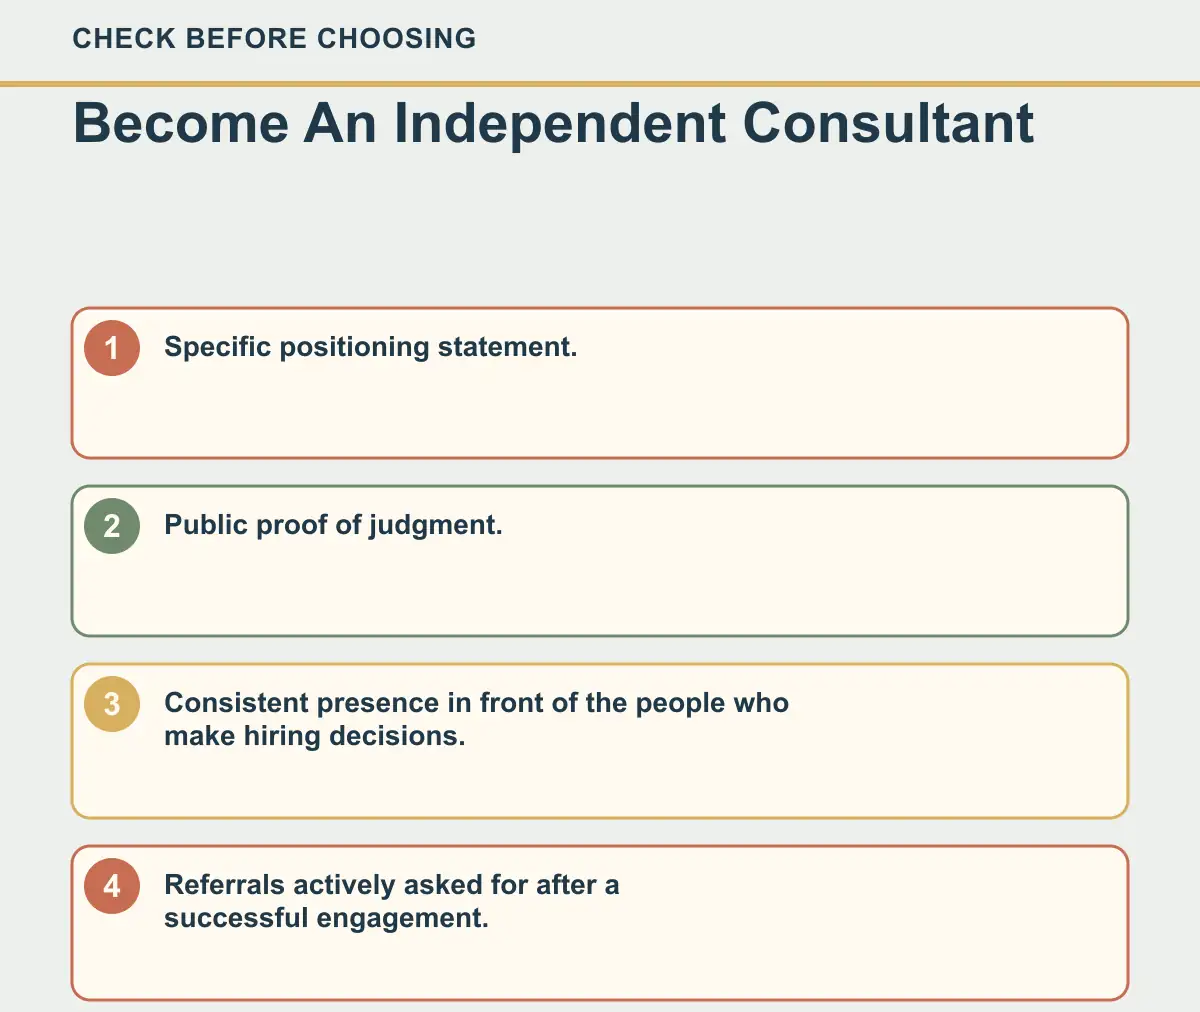 CHECK BEFORE CHOOSING
Become An Independent Consultant
1
Specific positioning statement.
2
Public proof of judgment.
3
Consistent presence in front of the people who
make hiring decisions.
4
Referrals actively asked for after a
successful engagement.